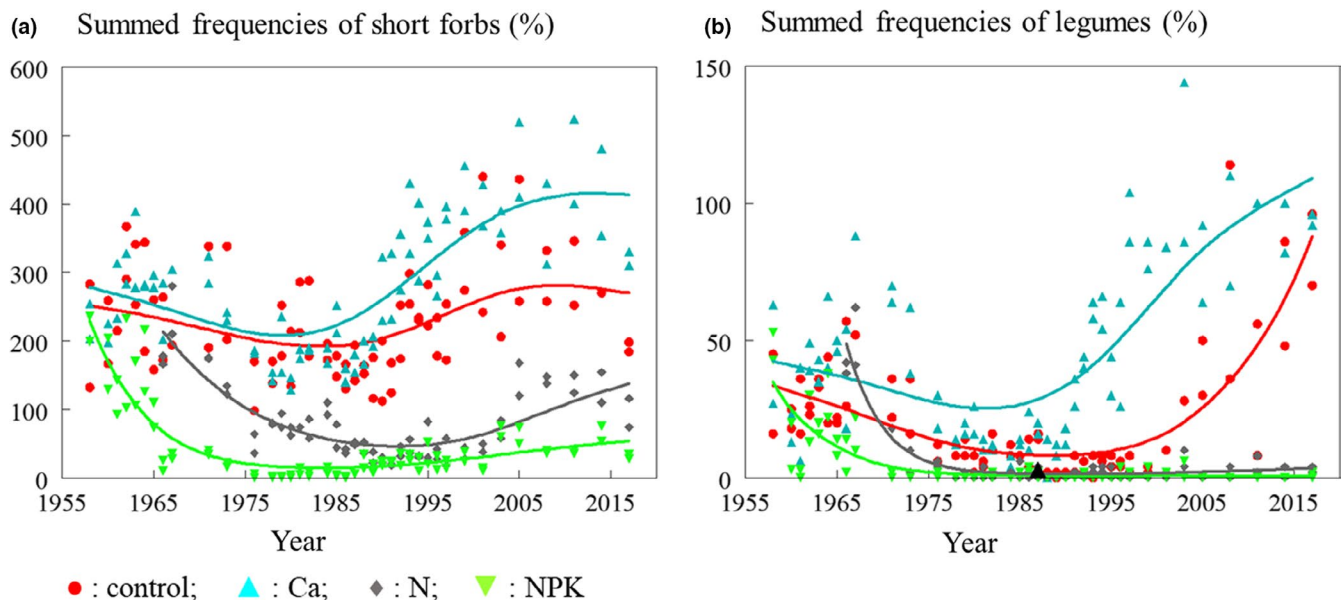 (a) Summed frequencies of short forbs (%)
(b) Summed frequencies of legumes (%)
600
500
400
300
200
100
0
1955 1965 1975 1985 1995 2005 2015
Year
150
100
50
0
1955 1965 1975 1985 1995 2005 2015
Year
: control; : Ca; : N; : NPK